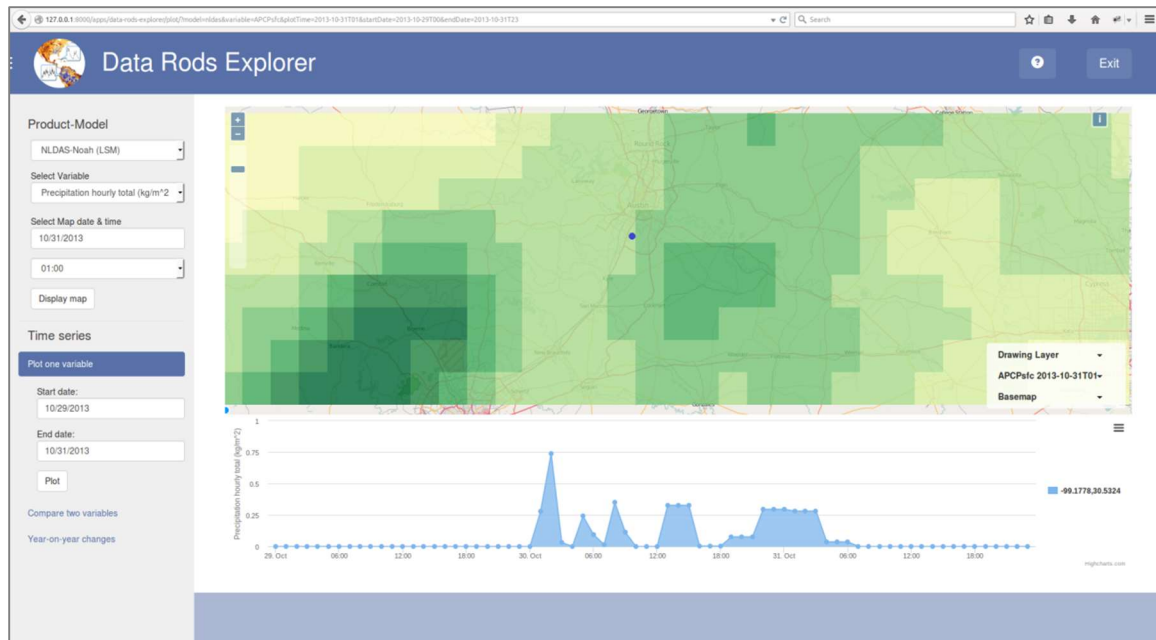 127.0.0.1:8000/apps/data-rods-explorer/plot/?model=nldas&variable=APCPsfc&plotTime=2013-10-31T01&startDate=2013-10-29T00&endDate=2013-10-31T23
Search
Data Rods Explorer
?
Exit
Product-Model
NLDAS-Noah (LSM)
Select Variable
Precipitation hourly total (kg/m^2
Select Map date & time
10/31/2013
01:00
Display map
Time series
Plot one variable
Start date:
10/29/2013
End date:
10/31/2013
Plot
Compare two variables
Year-on-year changes
+
−
i
Georgetown
Round Rock
Austin
New Braunfels
Drawing Layer
APCPsfc 2013-10-31T01
Basemap
Precipitation hourly total (kg/m^2)
1
0.75
0.5
0.25
0
29. Oct 06:00 12:00 18:00 30. Oct 06:00 12:00 18:00 31. Oct 06:00 12:00 18:00
-99.1778,30.5324
Highcharts.com